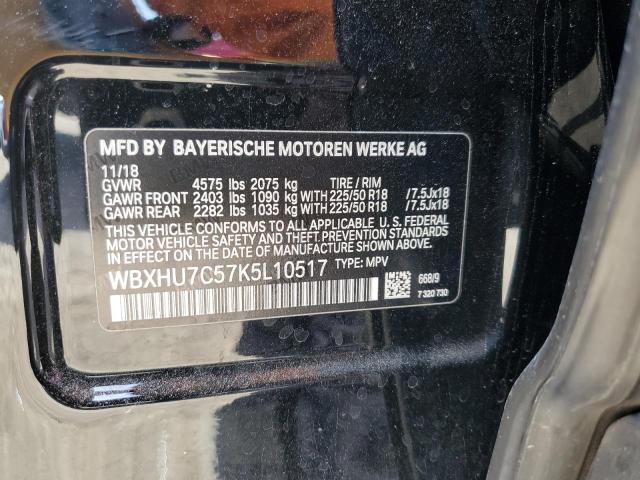 MFD BY BAYERISCHE MOTOREN WERKE AG
11/18
GVWR 4575 lbs 2075 kg TIRE / RIM
GAWR FRONT 2403 lbs 1090 kg WITH 225/50 R18 /7.5Jx18
GAWR REAR 2282 lbs 1035 kg WITH 225/50 R18 /7.5Jx18
THIS VEHICLE CONFORMS TO ALL APPLICABLE U. S. FEDERAL
MOTOR VEHICLE SAFETY, BUMPER, AND THEFT PREVENTION
STANDARDS IN EFFECT ON THE DATE OF MANUFACTURE SHOWN ABOVE.
WBXHU7C57K5L10517 TYPE: MPV
668/9
7 320 730